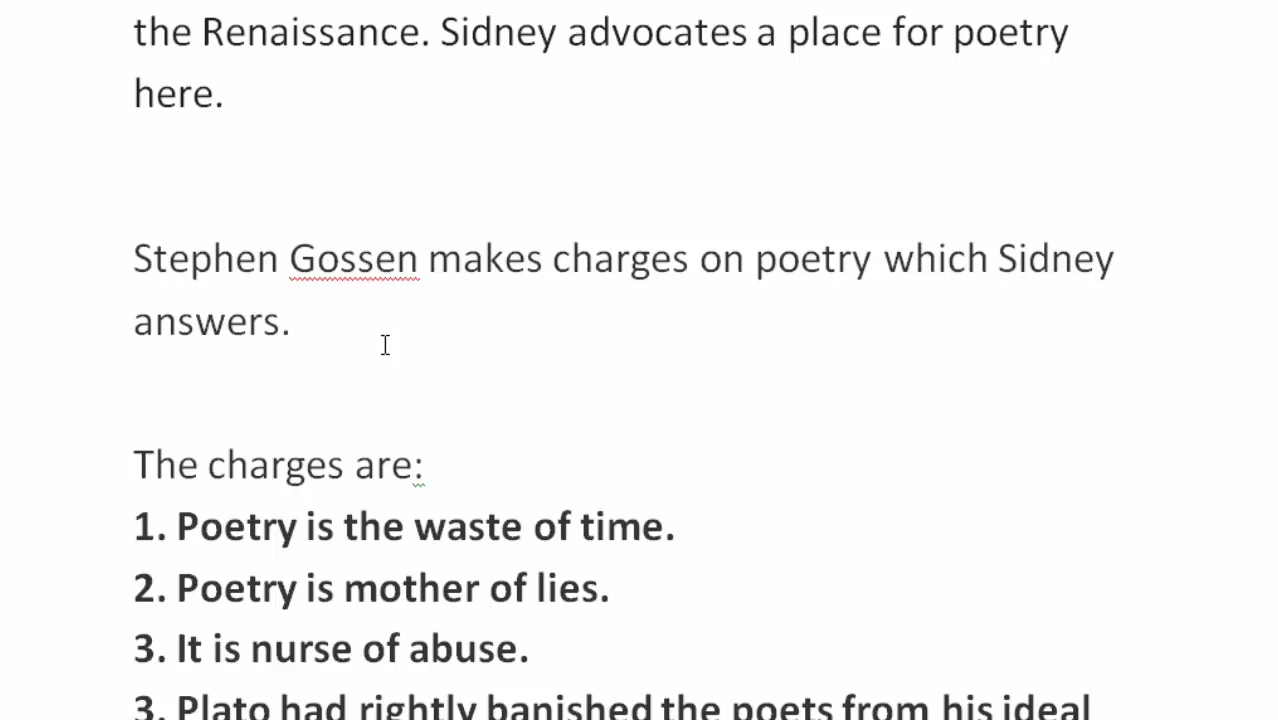 the Renaissance. Sidney advocates a place for poetry
here.
Stephen Gossen makes charges on poetry which Sidney
answers.
The charges are:
1. Poetry is the waste of time.
2. Poetry is mother of lies.
3. It is nurse of abuse.
3. Plato had rightly banished the poets from his ideal